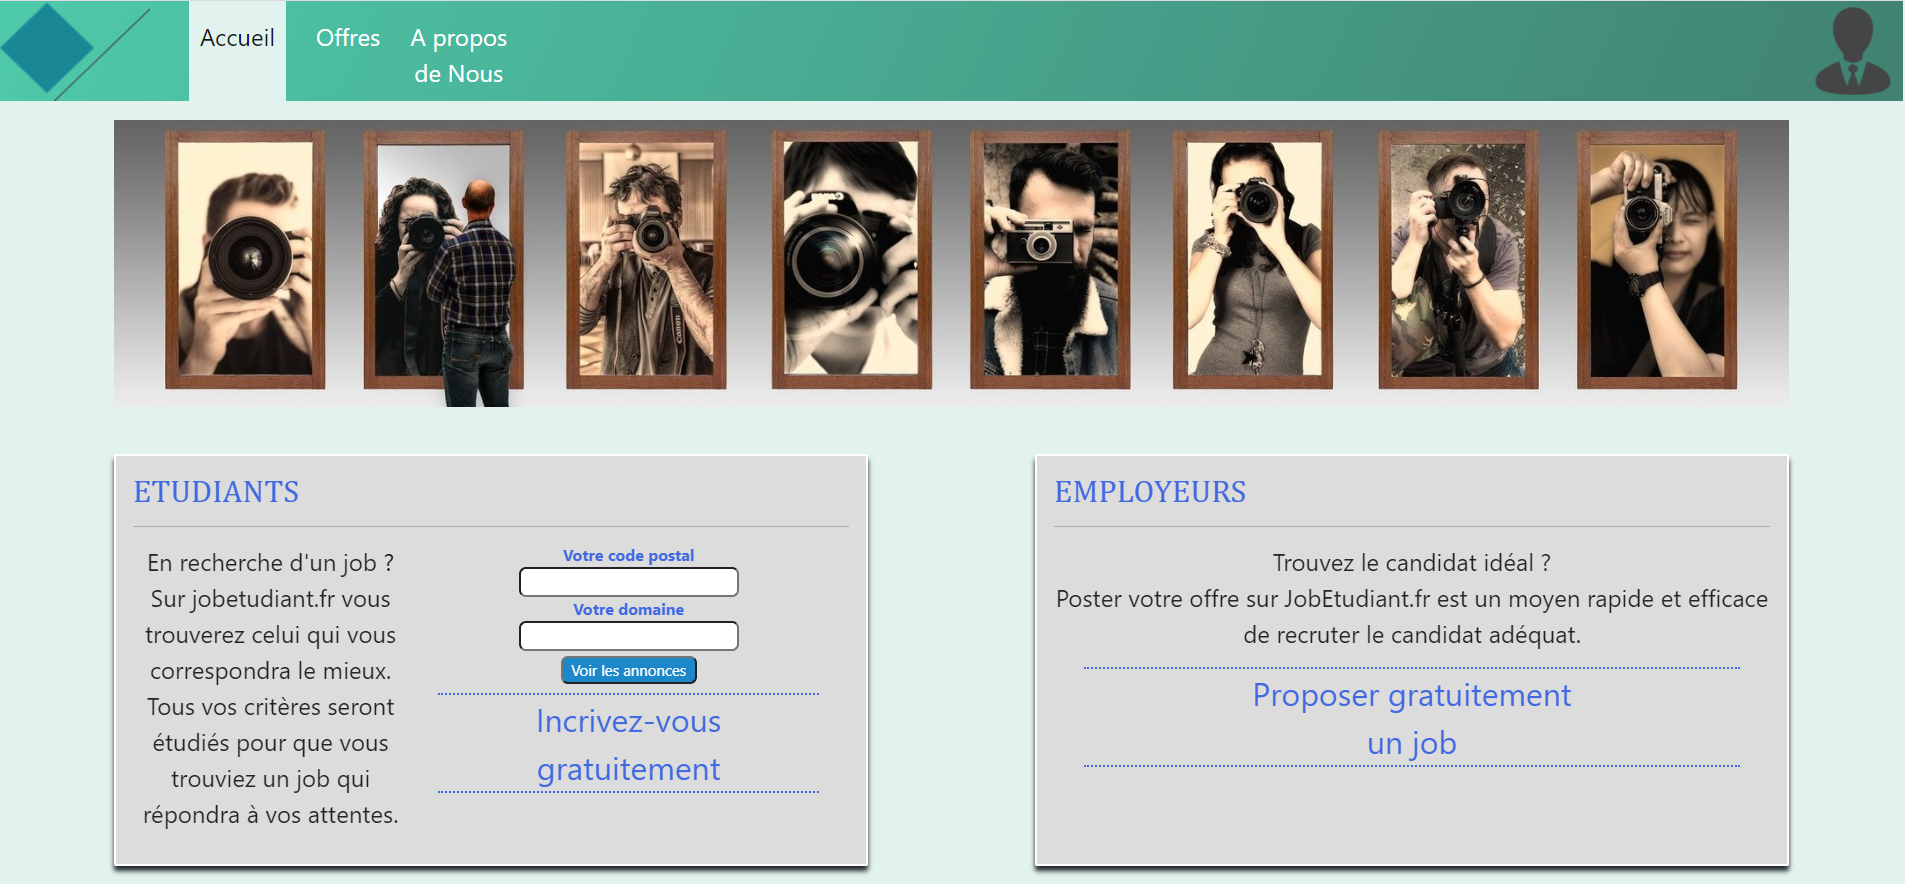 Accueil
Offres
A propos
de Nous
Canon
ETUDIANTS
En recherche d'un job ?
Sur jobetudiant.fr vous
trouverez celui qui vous
correspondra le mieux.
Tous vos critères seront
étudiés pour que vous
trouviez un job qui
répondra à vos attentes.
Votre code postal
Votre domaine
Voir les annonces
Incrivez-vous
gratuitement
EMPLOYEURS
Trouvez le candidat idéal ?
Poster votre offre sur JobEtudiant.fr est un moyen rapide et efficace
de recruter le candidat adéquat.
Proposer gratuitement
un job